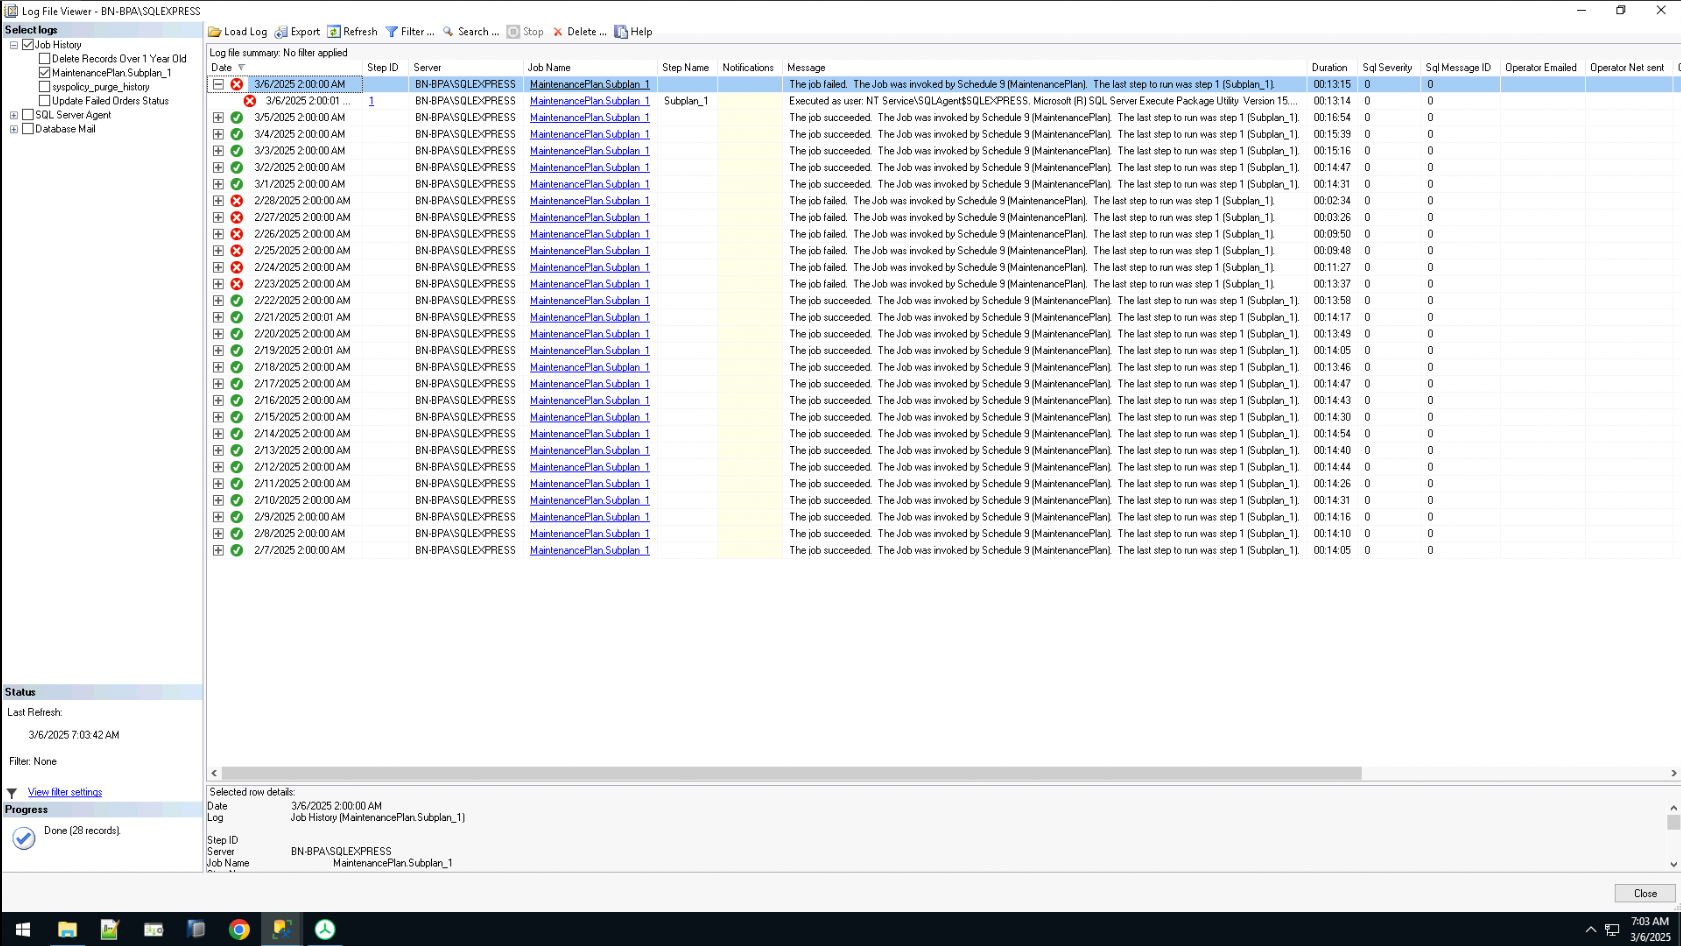 Log File Viewer - BN-BPA\SQLEXPRESS
Select logs
Job History
Delete Records Over 1 Year Old
MaintenancePlan.Subplan_1
syspolicy_purge_history
Update Failed Orders Status
SQL Server Agent
Database Mail
Load Log Export Refresh Filter ... Search ... Stop Delete ... Help
Log file summary: No filter applied
Date Step ID Server Job Name Step Name Notifications Message Duration Sql Severity Sql Message ID Operator Emailed Operator Net sent
3/6/2025 2:00:00 AM BN-BPA\SQLEXPRESS MaintenancePlan.Subplan_1 The job failed. The Job was invoked by Schedule 9 (MaintenancePlan). The last step to run was step 1 (Subplan_1). 00:13:15 0 0
3/6/2025 2:00:01 ... 1 BN-BPA\SQLEXPRESS MaintenancePlan.Subplan_1 Subplan_1 Executed as user: NT Service\SQLAgent$SQLEXPRESS. Microsoft (R) SQL Server Execute Package Utility Version 15.... 00:13:14 0 0
3/5/2025 2:00:00 AM BN-BPA\SQLEXPRESS MaintenancePlan.Subplan_1 The job succeeded. The Job was invoked by Schedule 9 (MaintenancePlan). The last step to run was step 1 (Subplan_1). 00:16:54 0 0
3/4/2025 2:00:00 AM BN-BPA\SQLEXPRESS MaintenancePlan.Subplan_1 The job succeeded. The Job was invoked by Schedule 9 (MaintenancePlan). The last step to run was step 1 (Subplan_1). 00:15:39 0 0
3/3/2025 2:00:00 AM BN-BPA\SQLEXPRESS MaintenancePlan.Subplan_1 The job succeeded. The Job was invoked by Schedule 9 (MaintenancePlan). The last step to run was step 1 (Subplan_1). 00:15:16 0 0
3/2/2025 2:00:00 AM BN-BPA\SQLEXPRESS MaintenancePlan.Subplan_1 The job succeeded. The Job was invoked by Schedule 9 (MaintenancePlan). The last step to run was step 1 (Subplan_1). 00:14:47 0 0
3/1/2025 2:00:00 AM BN-BPA\SQLEXPRESS MaintenancePlan.Subplan_1 The job succeeded. The Job was invoked by Schedule 9 (MaintenancePlan). The last step to run was step 1 (Subplan_1). 00:14:31 0 0
2/28/2025 2:00:00 AM BN-BPA\SQLEXPRESS MaintenancePlan.Subplan_1 The job failed. The Job was invoked by Schedule 9 (MaintenancePlan). The last step to run was step 1 (Subplan_1). 00:02:34 0 0
2/27/2025 2:00:00 AM BN-BPA\SQLEXPRESS MaintenancePlan.Subplan_1 The job failed. The Job was invoked by Schedule 9 (MaintenancePlan). The last step to run was step 1 (Subplan_1). 00:03:26 0 0
2/26/2025 2:00:00 AM BN-BPA\SQLEXPRESS MaintenancePlan.Subplan_1 The job failed. The Job was invoked by Schedule 9 (MaintenancePlan). The last step to run was step 1 (Subplan_1). 00:09:50 0 0
2/25/2025 2:00:00 AM BN-BPA\SQLEXPRESS MaintenancePlan.Subplan_1 The job failed. The Job was invoked by Schedule 9 (MaintenancePlan). The last step to run was step 1 (Subplan_1). 00:09:48 0 0
2/24/2025 2:00:00 AM BN-BPA\SQLEXPRESS MaintenancePlan.Subplan_1 The job failed. The Job was invoked by Schedule 9 (MaintenancePlan). The last step to run was step 1 (Subplan_1). 00:11:27 0 0
2/23/2025 2:00:00 AM BN-BPA\SQLEXPRESS MaintenancePlan.Subplan_1 The job failed. The Job was invoked by Schedule 9 (MaintenancePlan). The last step to run was step 1 (Subplan_1). 00:13:37 0 0
2/22/2025 2:00:00 AM BN-BPA\SQLEXPRESS MaintenancePlan.Subplan_1 The job succeeded. The Job was invoked by Schedule 9 (MaintenancePlan). The last step to run was step 1 (Subplan_1). 00:13:58 0 0
2/21/2025 2:00:01 AM BN-BPA\SQLEXPRESS MaintenancePlan.Subplan_1 The job succeeded. The Job was invoked by Schedule 9 (MaintenancePlan). The last step to run was step 1 (Subplan_1). 00:14:17 0 0
2/20/2025 2:00:00 AM BN-BPA\SQLEXPRESS MaintenancePlan.Subplan_1 The job succeeded. The Job was invoked by Schedule 9 (MaintenancePlan). The last step to run was step 1 (Subplan_1). 00:13:49 0 0
2/19/2025 2:00:01 AM BN-BPA\SQLEXPRESS MaintenancePlan.Subplan_1 The job succeeded. The Job was invoked by Schedule 9 (MaintenancePlan). The last step to run was step 1 (Subplan_1). 00:14:05 0 0
2/18/2025 2:00:00 AM BN-BPA\SQLEXPRESS MaintenancePlan.Subplan_1 The job succeeded. The Job was invoked by Schedule 9 (MaintenancePlan). The last step to run was step 1 (Subplan_1). 00:13:46 0 0
2/17/2025 2:00:00 AM BN-BPA\SQLEXPRESS MaintenancePlan.Subplan_1 The job succeeded. The Job was invoked by Schedule 9 (MaintenancePlan). The last step to run was step 1 (Subplan_1). 00:14:47 0 0
2/16/2025 2:00:00 AM BN-BPA\SQLEXPRESS MaintenancePlan.Subplan_1 The job succeeded. The Job was invoked by Schedule 9 (MaintenancePlan). The last step to run was step 1 (Subplan_1). 00:14:43 0 0
2/15/2025 2:00:00 AM BN-BPA\SQLEXPRESS MaintenancePlan.Subplan_1 The job succeeded. The Job was invoked by Schedule 9 (MaintenancePlan). The last step to run was step 1 (Subplan_1). 00:14:30 0 0
2/14/2025 2:00:00 AM BN-BPA\SQLEXPRESS MaintenancePlan.Subplan_1 The job succeeded. The Job was invoked by Schedule 9 (MaintenancePlan). The last step to run was step 1 (Subplan_1). 00:14:54 0 0
2/13/2025 2:00:00 AM BN-BPA\SQLEXPRESS MaintenancePlan.Subplan_1 The job succeeded. The Job was invoked by Schedule 9 (MaintenancePlan). The last step to run was step 1 (Subplan_1). 00:14:40 0 0
2/12/2025 2:00:00 AM BN-BPA\SQLEXPRESS MaintenancePlan.Subplan_1 The job succeeded. The Job was invoked by Schedule 9 (MaintenancePlan). The last step to run was step 1 (Subplan_1). 00:14:44 0 0
2/11/2025 2:00:00 AM BN-BPA\SQLEXPRESS MaintenancePlan.Subplan_1 The job succeeded. The Job was invoked by Schedule 9 (MaintenancePlan). The last step to run was step 1 (Subplan_1). 00:14:26 0 0
2/10/2025 2:00:00 AM BN-BPA\SQLEXPRESS MaintenancePlan.Subplan_1 The job succeeded. The Job was invoked by Schedule 9 (MaintenancePlan). The last step to run was step 1 (Subplan_1). 00:14:31 0 0
2/9/2025 2:00:00 AM BN-BPA\SQLEXPRESS MaintenancePlan.Subplan_1 The job succeeded. The Job was invoked by Schedule 9 (MaintenancePlan). The last step to run was step 1 (Subplan_1). 00:14:16 0 0
2/8/2025 2:00:00 AM BN-BPA\SQLEXPRESS MaintenancePlan.Subplan_1 The job succeeded. The Job was invoked by Schedule 9 (MaintenancePlan). The last step to run was step 1 (Subplan_1). 00:14:10 0 0
2/7/2025 2:00:00 AM BN-BPA\SQLEXPRESS MaintenancePlan.Subplan_1 The job succeeded. The Job was invoked by Schedule 9 (MaintenancePlan). The last step to run was step 1 (Subplan_1). 00:14:05 0 0
Status
Last Refresh:
3/6/2025 7:03:42 AM
Filter: None
View filter settings
Progress
Done (28 records).
Selected row details:
Date 3/6/2025 2:00:00 AM
Log Job History (MaintenancePlan.Subplan_1)
Step ID
Server BN-BPA\SQLEXPRESS
Job Name MaintenancePlan.Subplan_1
Close
7:03 AM
3/6/2025